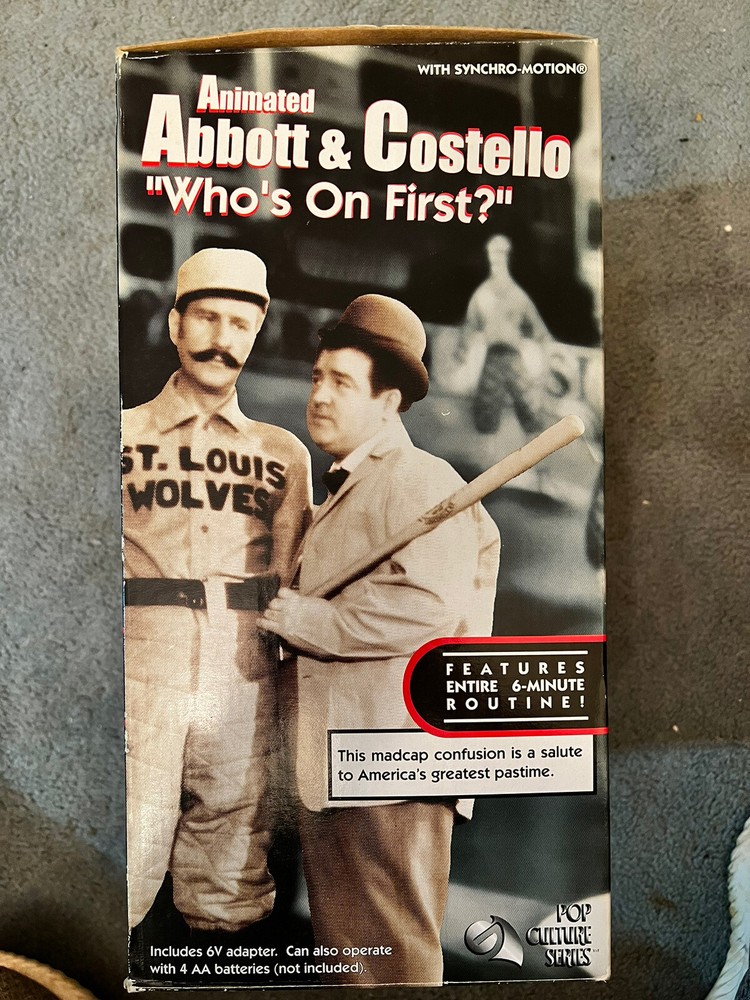 WITH SYNCHRO-MOTION®
Animated
Abbott & Costello
"Who's On First?"
ST. LOUIS
WOLVES
FEATURES
ENTIRE 6-MINUTE
ROUTINE!
This madcap confusion is a salute
to America's greatest pastime.
Includes 6V adapter. Can also operate
with 4 AA batteries (not included).
POP
CULTURE
SERIES